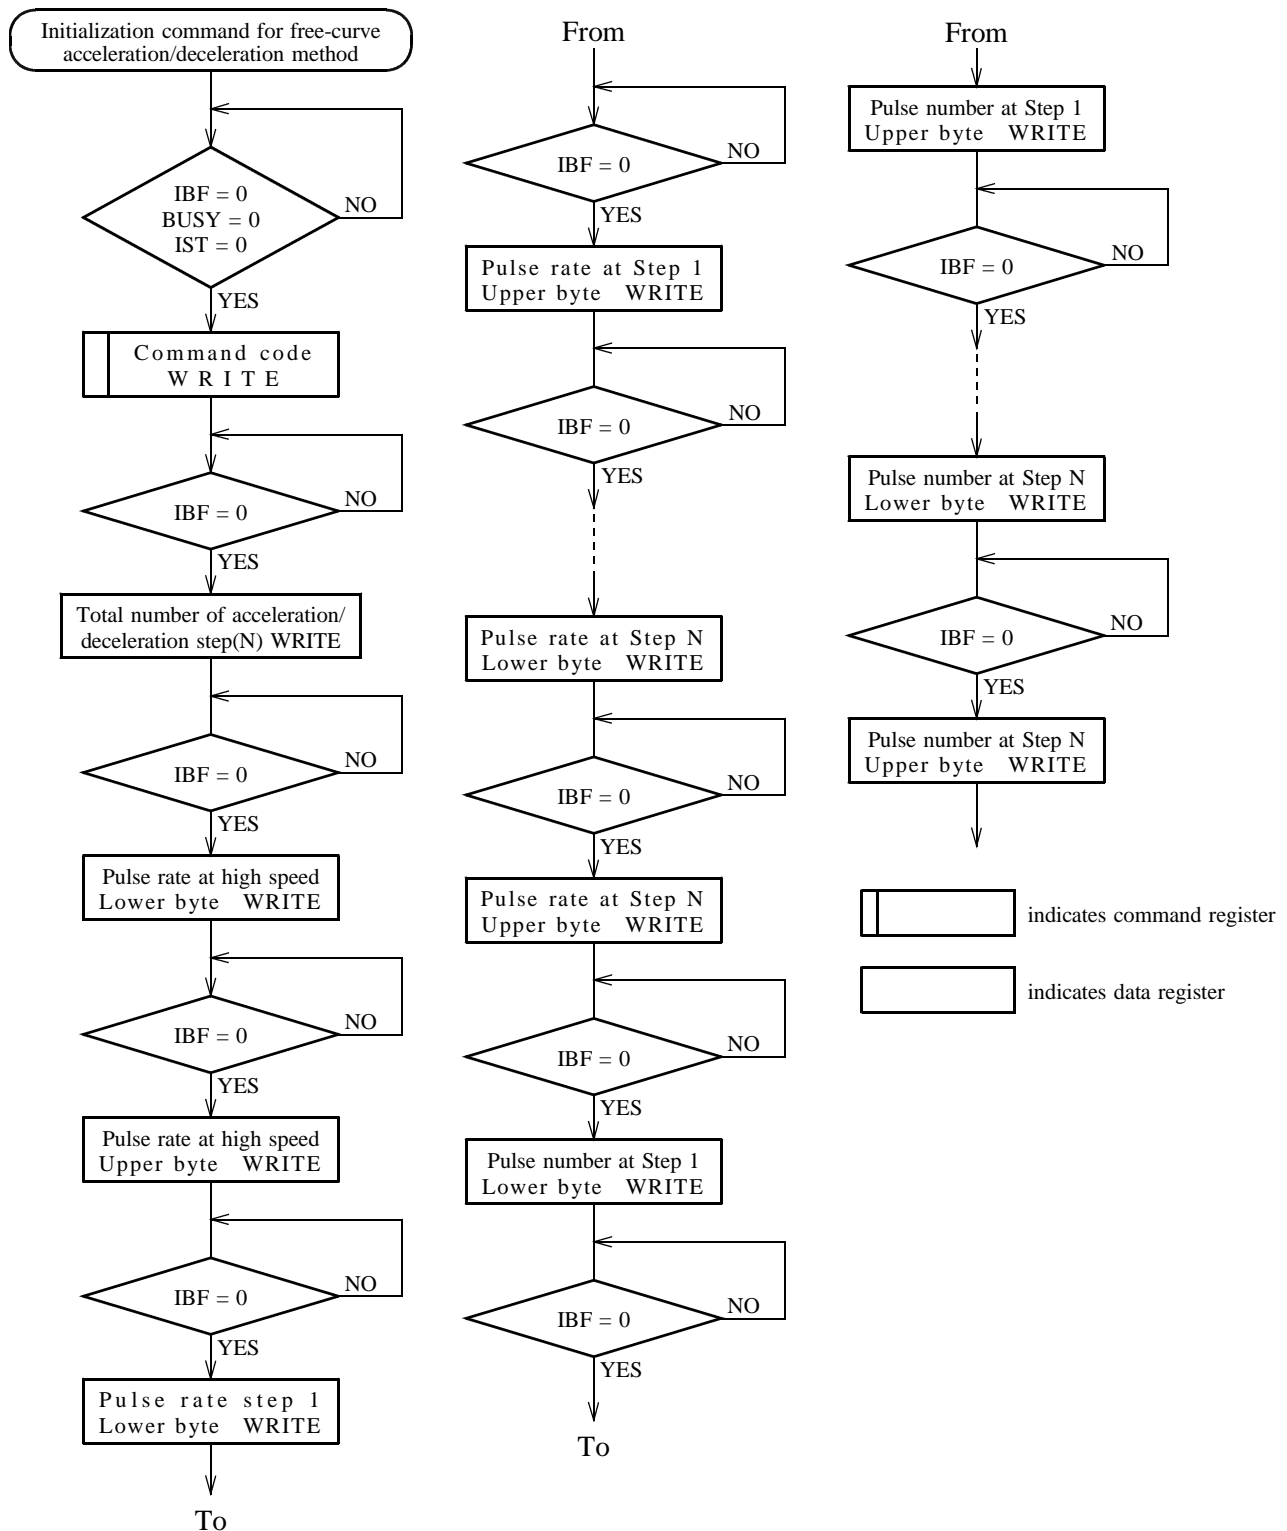 Initialization command for free-curve
acceleration/deceleration method
IBF = 0
BUSY = 0
IST = 0
NO
YES
Command code
WRITE
IBF = 0
NO
YES
Total number of acceleration/
deceleration step(N) WRITE
IBF = 0
NO
YES
Pulse rate at high speed
Lower byte WRITE
IBF = 0
NO
YES
Pulse rate at high speed
Upper byte WRITE
IBF = 0
NO
YES
Pulse rate step 1
Lower byte WRITE
To
From
IBF = 0
NO
YES
Pulse rate at Step 1
Upper byte WRITE
IBF = 0
NO
YES
Pulse rate at Step N
Lower byte WRITE
IBF = 0
NO
YES
Pulse rate at Step N
Upper byte WRITE
IBF = 0
NO
YES
Pulse number at Step 1
Lower byte WRITE
IBF = 0
NO
YES
To
From
Pulse number at Step 1
Upper byte WRITE
IBF = 0
NO
YES
Pulse number at Step N
Lower byte WRITE
IBF = 0
NO
YES
Pulse number at Step N
Upper byte WRITE
indicates command register
indicates data register